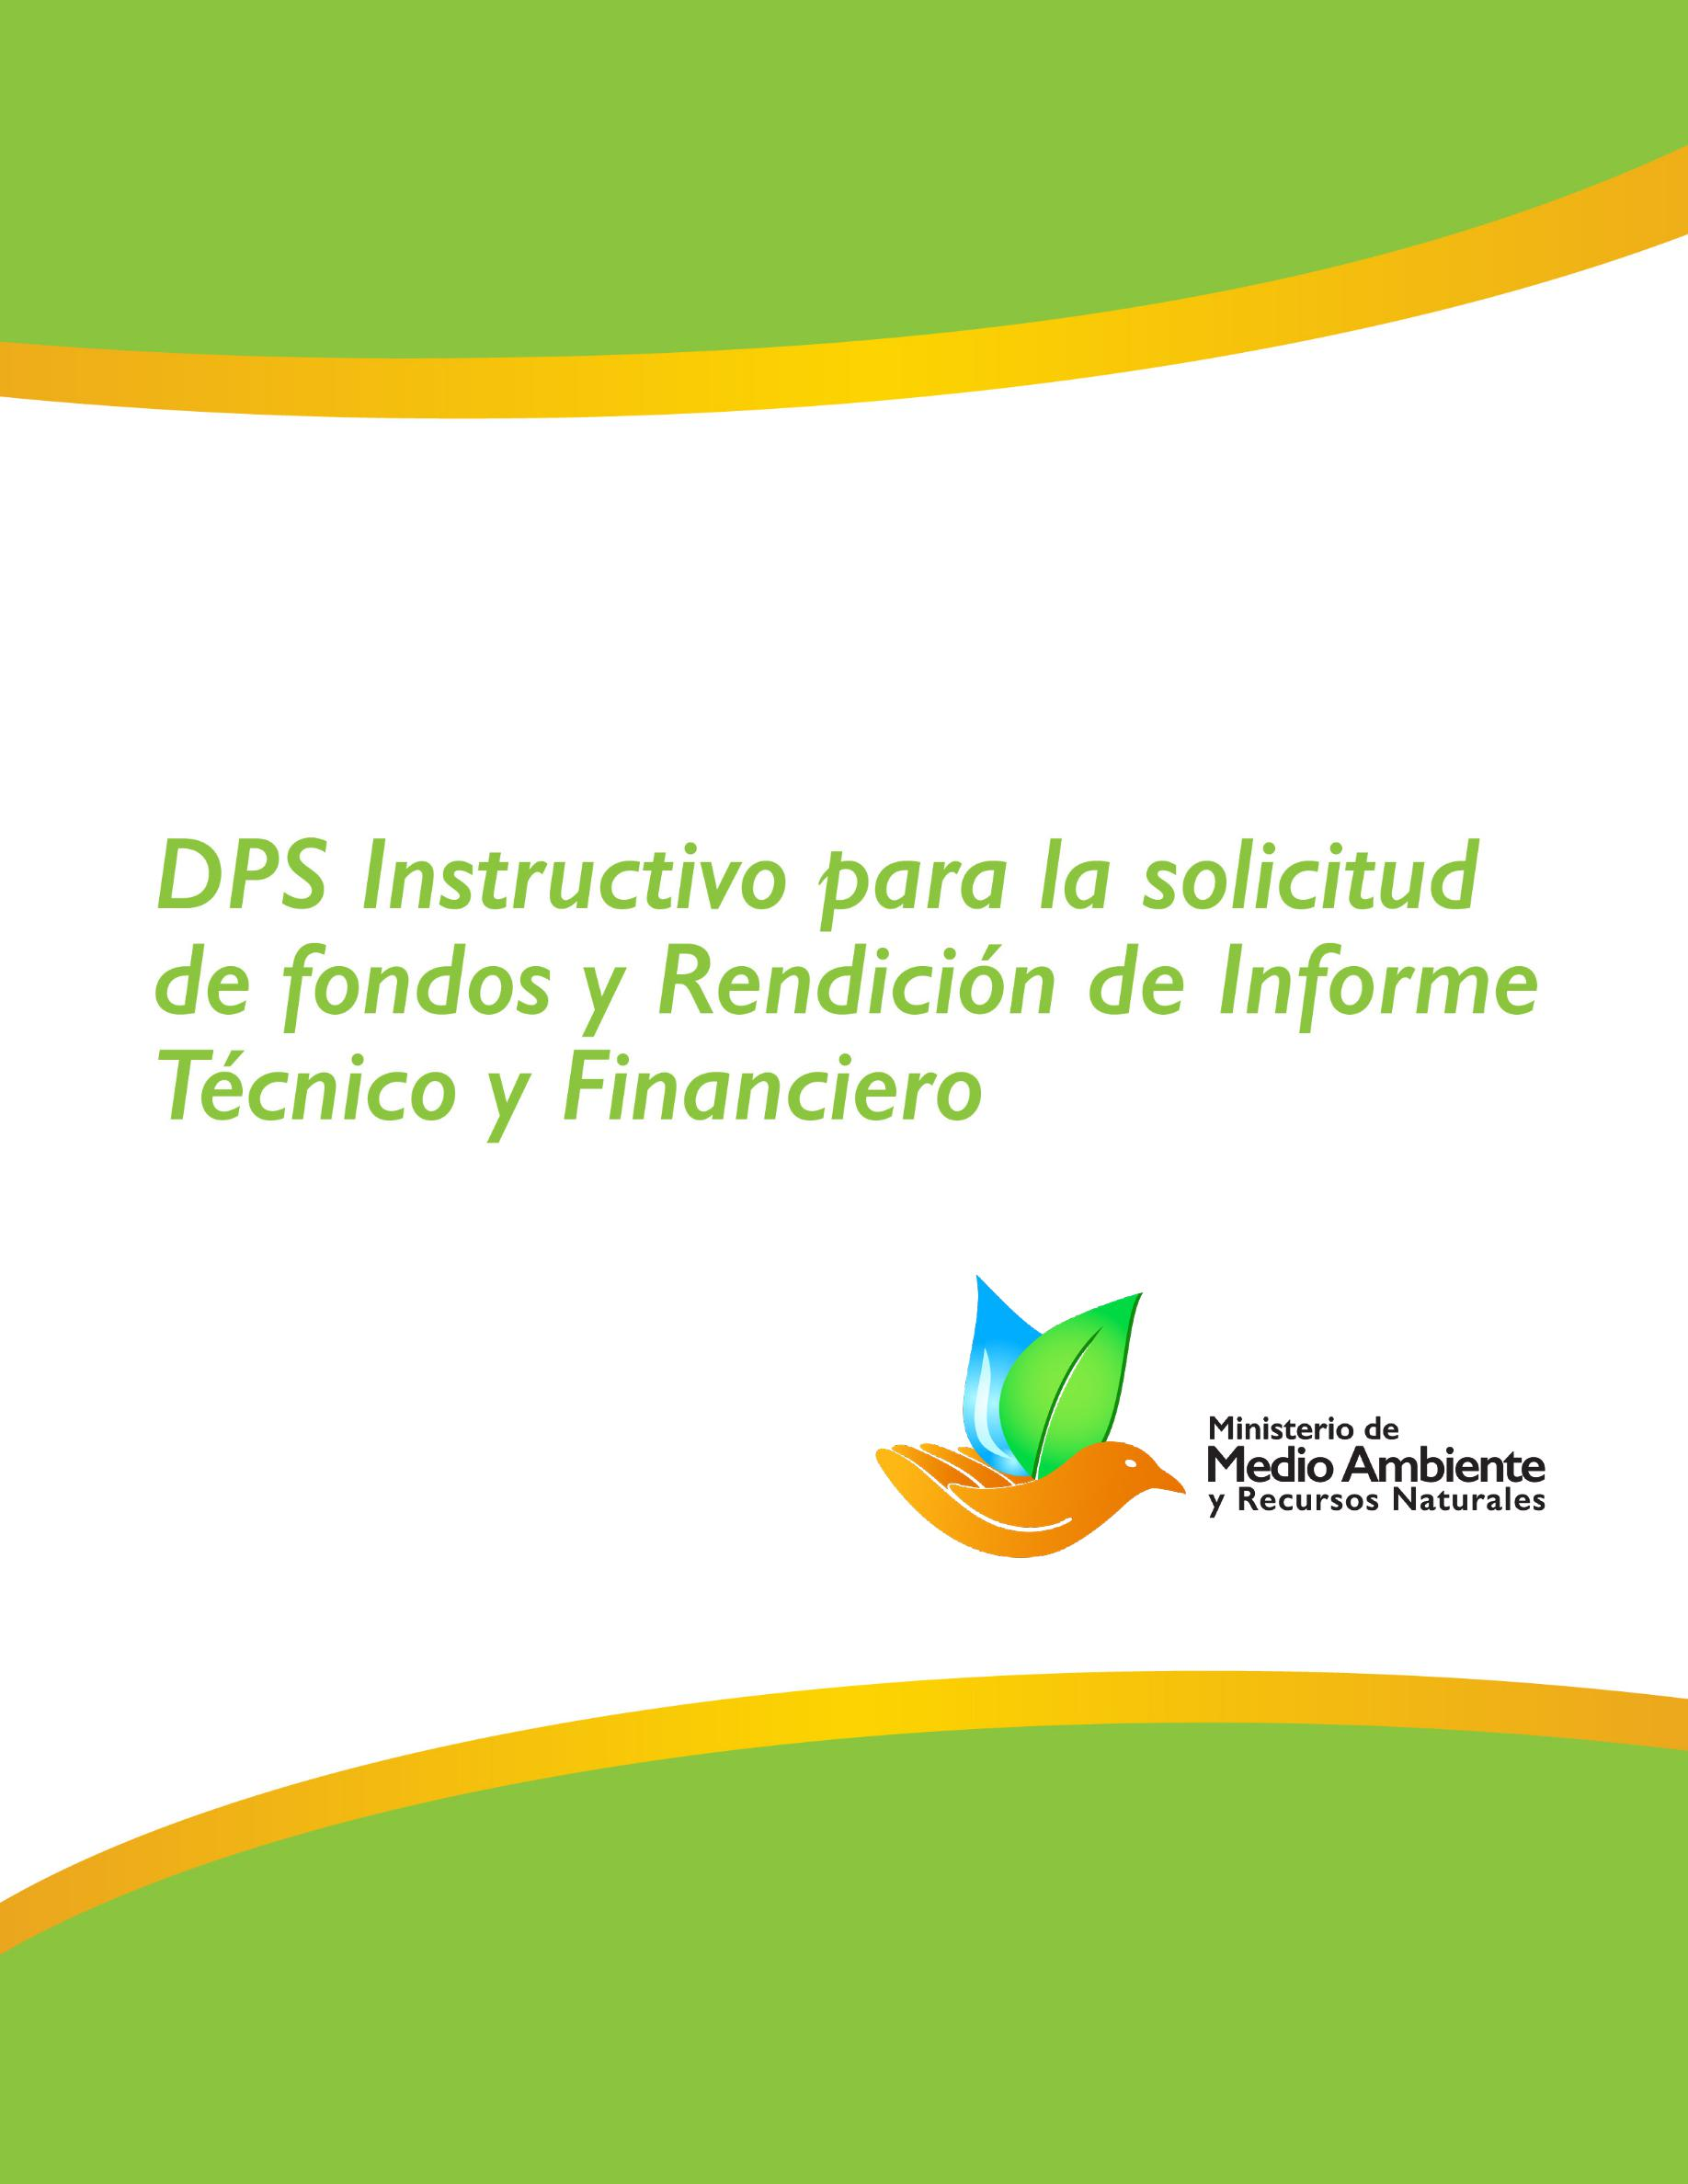 DPS Instructivo para la solicitud
de fondos y Rendición de Informe
Técnico y Financiero
Ministerio de
Medio Ambiente
y Recursos Naturales